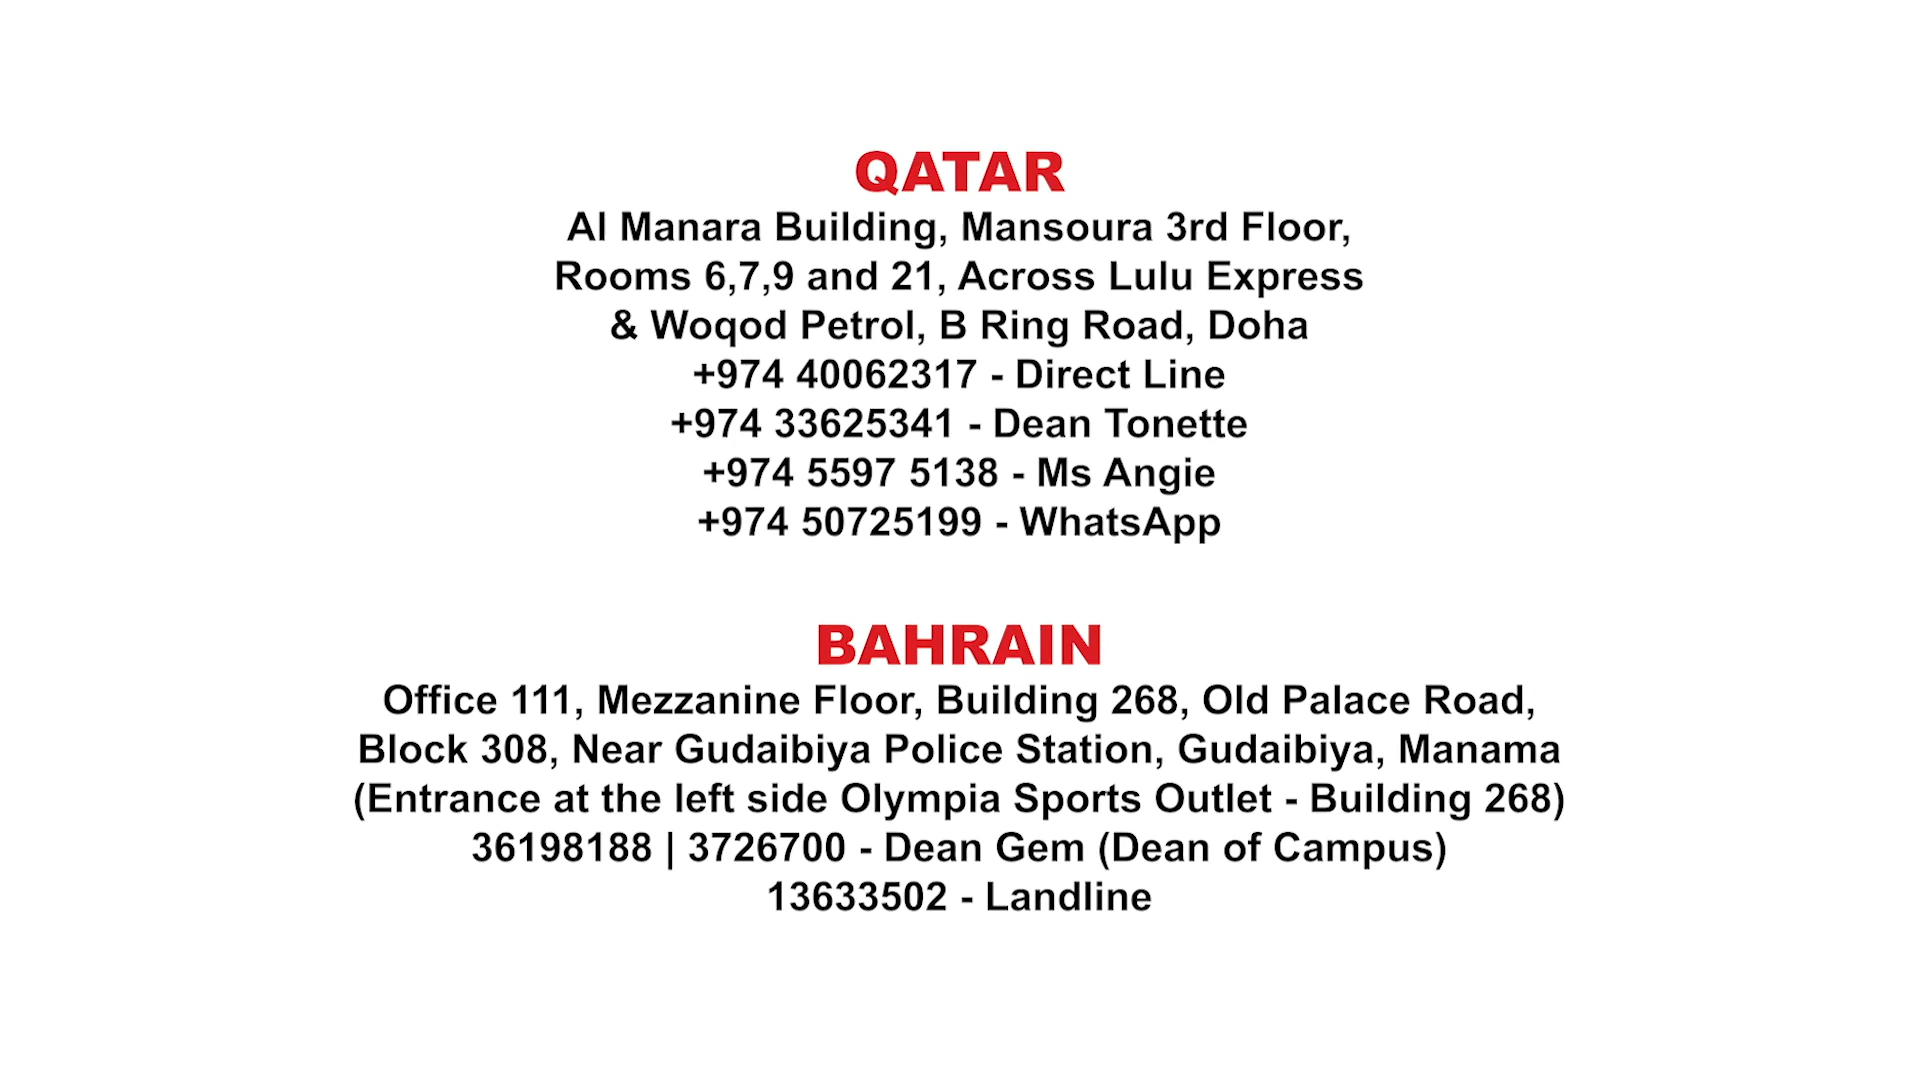 QATAR
Al Manara Building, Mansoura 3rd Floor,
Rooms 6,7,9 and 21, Across Lulu Express
& Woqod Petrol, B Ring Road, Doha
+974 40062317 - Direct Line
+974 33625341 - Dean Tonette
+974 5597 5138 - Ms Angie
+974 50725199 - WhatsApp
BAHRAIN
Office 111, Mezzanine Floor, Building 268, Old Palace Road,
Block 308, Near Gudaibiya Police Station, Gudaibiya, Manama
(Entrance at the left side Olympia Sports Outlet - Building 268)
36198188 | 3726700 - Dean Gem (Dean of Campus)
13633502 - Landline